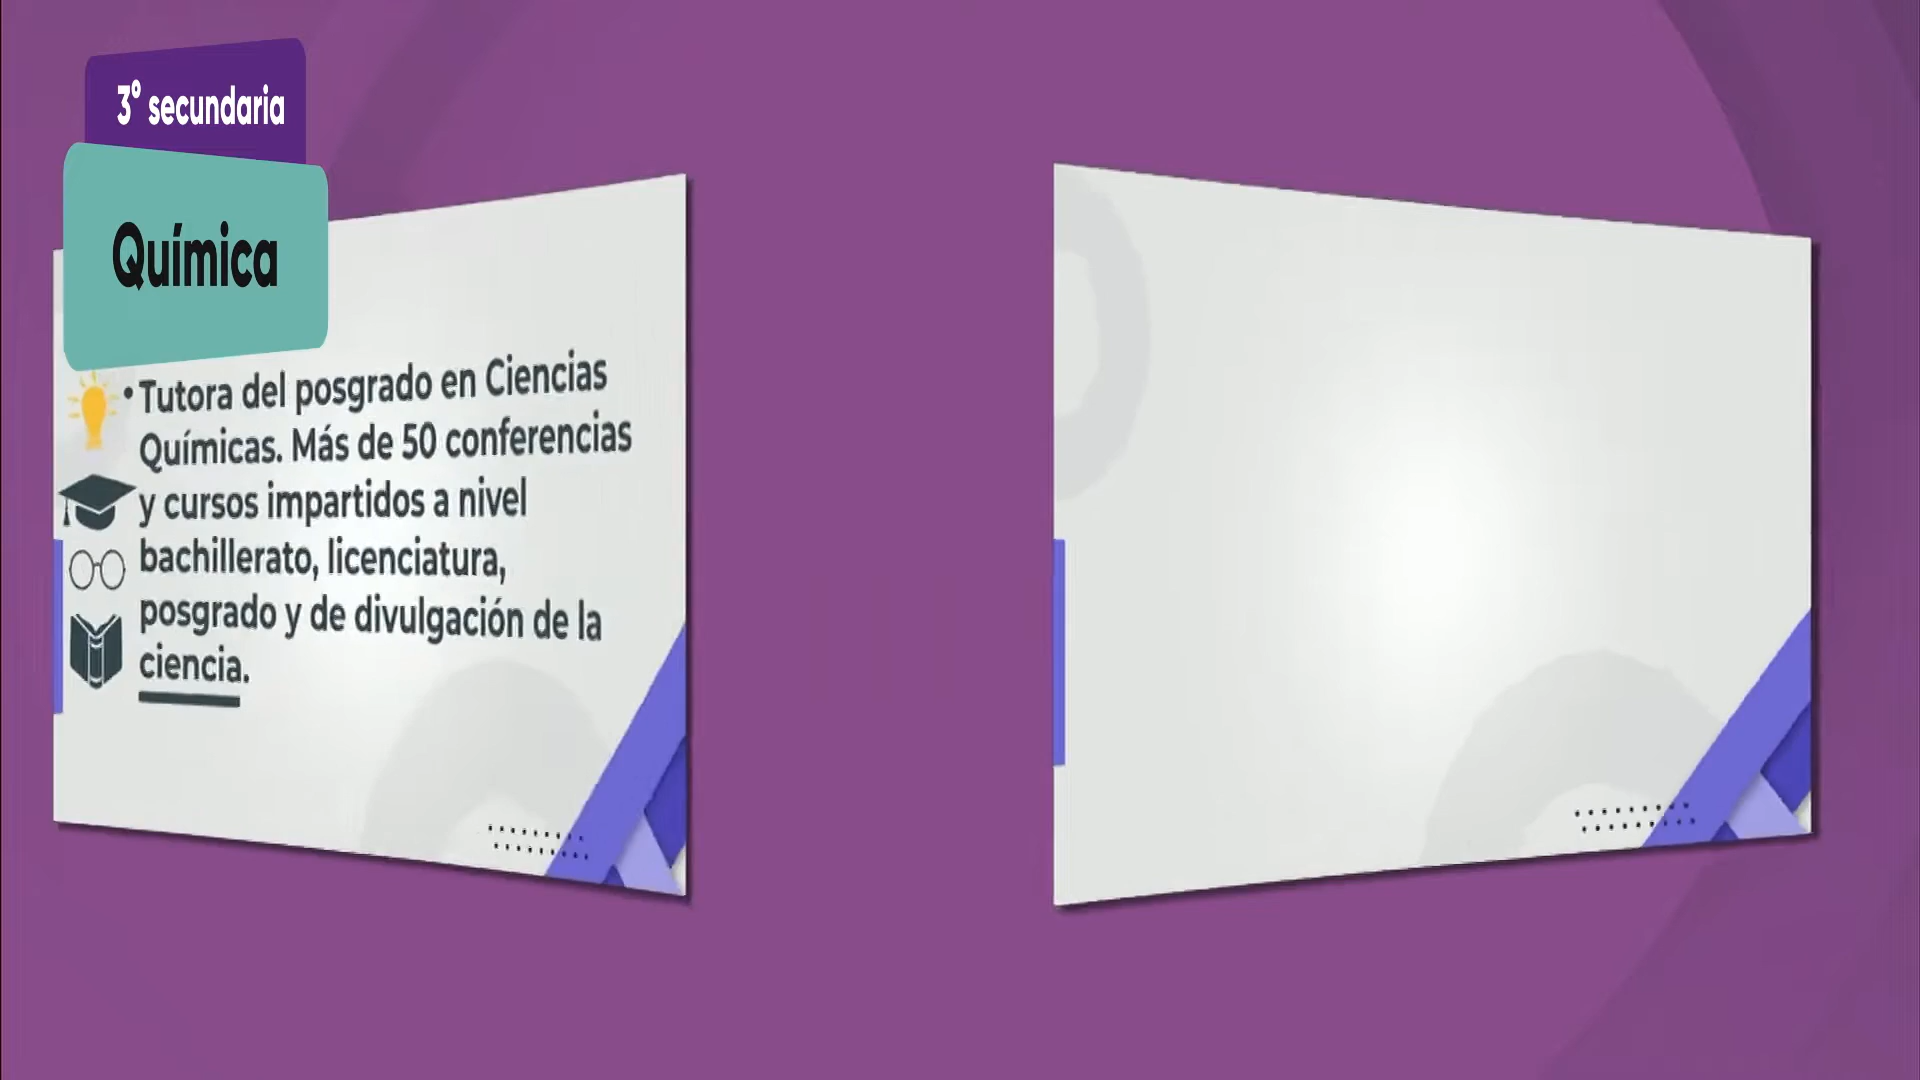 3° secundaria
Química
• Tutora del posgrado en Ciencias
Químicas. Más de 50 conferencias
y cursos impartidos a nivel
bachillerato, licenciatura,
posgrado y de divulgación de la
ciencia.